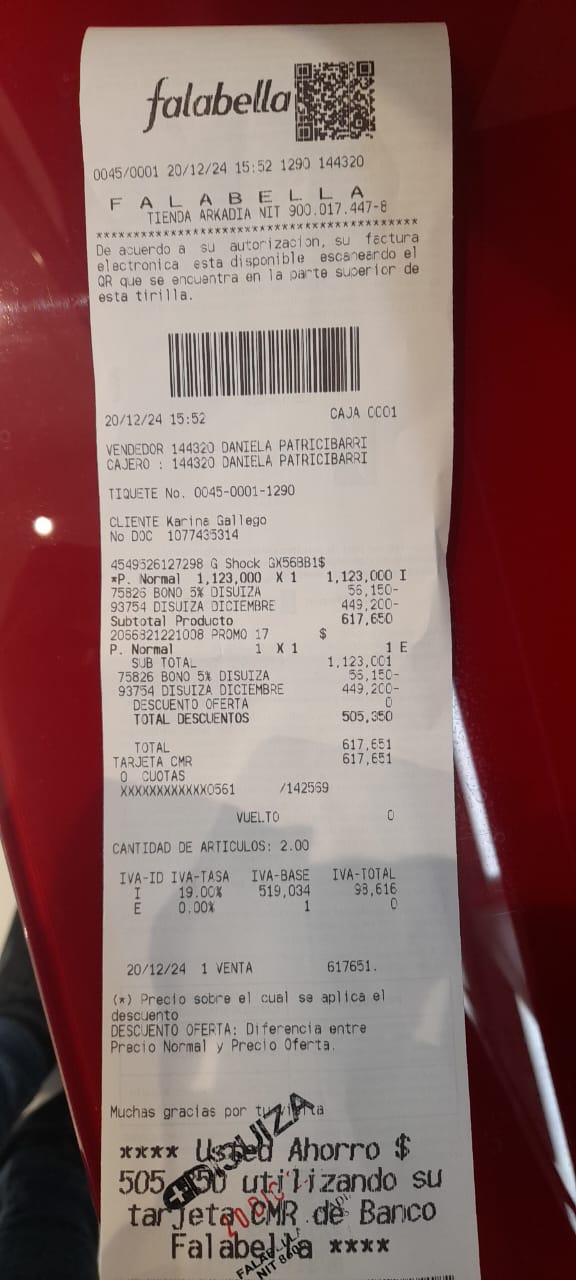 falabella
0045/0001 20/12/24 15:52 1290 144320
F A L A B E L L A
TIENDA ARKADIA NIT 900.017.447-8
****************************************
De acuerdo a su autorizacion, su factura
electronica esta disponible escaneando el
QR que se encuentra en la parte superior de
esta tirilla.
20/12/24 15:52 CAJA 0001
VENDEDOR 144320 DANIELA PATRICIBARRI
CAJERO : 144320 DANIELA PATRICIBARRI
TIQUETE No. 0045-0001-1290
CLIENTE Karina Gallego
No DOC 1077435314
4549526127298 G Shock GX56BB1$
*P. Normal 1,123,000 X 1 1,123,000 I
75826 BONO 5% DISUIZA 56,150-
93754 DISUIZA DICIEMBRE 449,200-
Subtotal Producto 617,650
2056821221008 PROMO 17 $
P. Normal 1 X 1 1 E
SUB TOTAL 1,123,001
75826 BONO 5% DISUIZA 56,150-
93754 DISUIZA DICIEMBRE 449,200-
DESCUENTO OFERTA 0
TOTAL DESCUENTOS 505,350
TOTAL 617,651
TARJETA CMR 617,651
0 CUOTAS
XXXXXXXXXXXX0561 /142569
VUELTO 0
CANTIDAD DE ARTICULOS: 2.00
IVA-ID IVA-TASA IVA-BASE IVA-TOTAL
I 19.00% 519,034 98,616
E 0.00% 1 0
20/12/24 1 VENTA 617651.
(*) Precio sobre el cual se aplica el
descuento
DESCUENTO OFERTA: Diferencia entre
Precio Normal y Precio Oferta.
Muchas gracias por tu visita
**** Usted Ahorro $
505,350 utilizando su
tarjeta CMR de Banco
Falabella ****
DISUIZA
20 DIC
FALABELLA